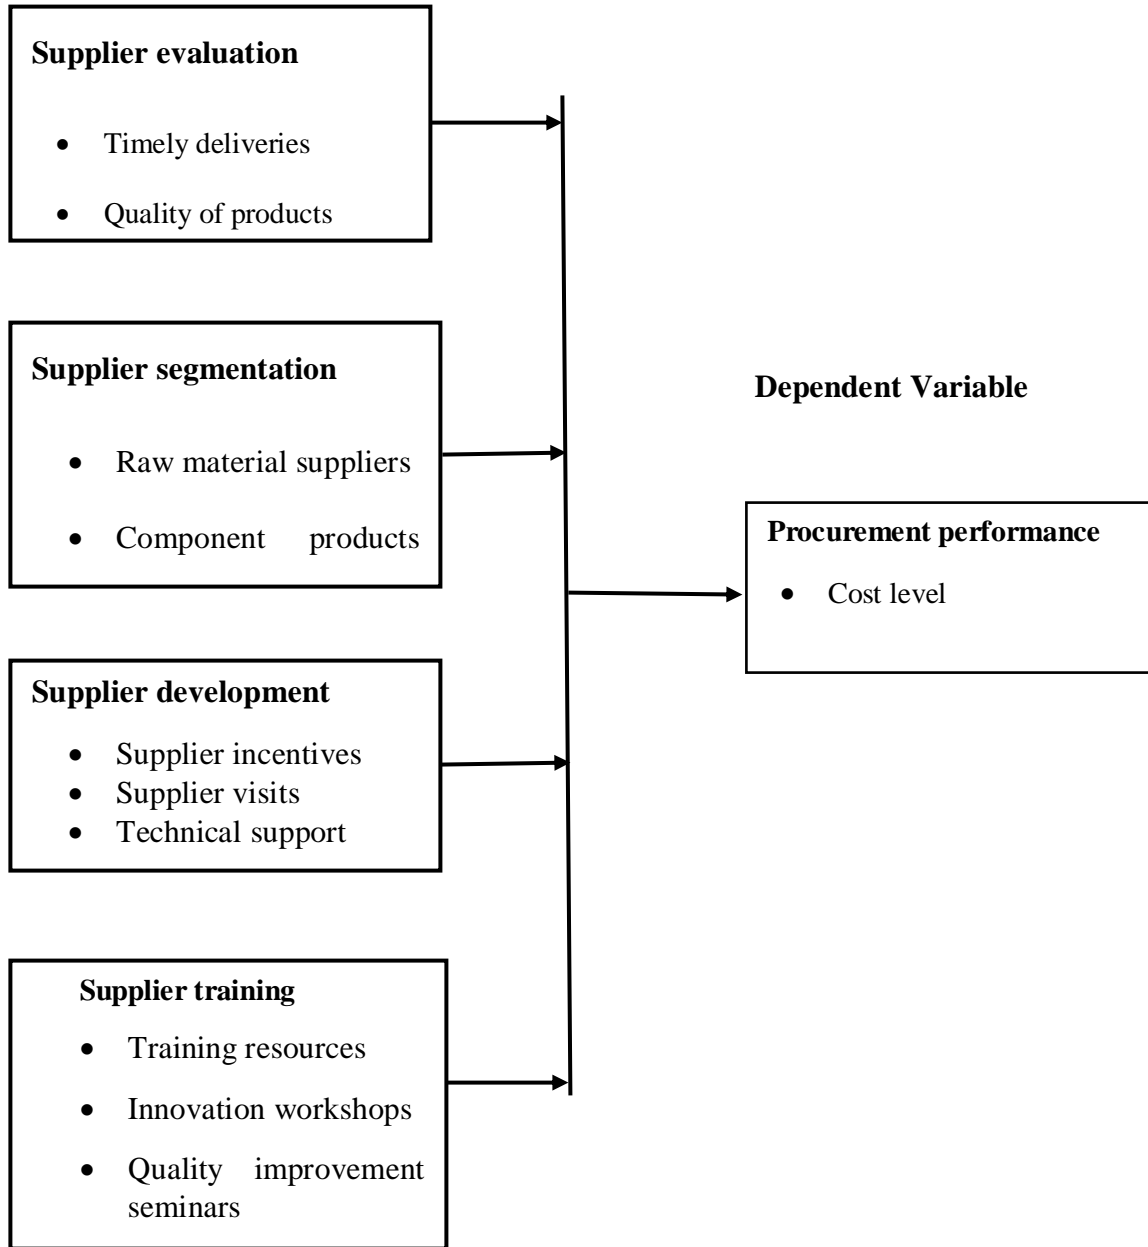 Supplier evaluation
• Timely deliveries
• Quality of products
Supplier segmentation
• Raw material suppliers
• Component products
Supplier development
• Supplier incentives
• Supplier visits
• Technical support
Supplier training
• Training resources
• Innovation workshops
• Quality improvement
seminars
Dependent Variable
Procurement performance
• Cost level